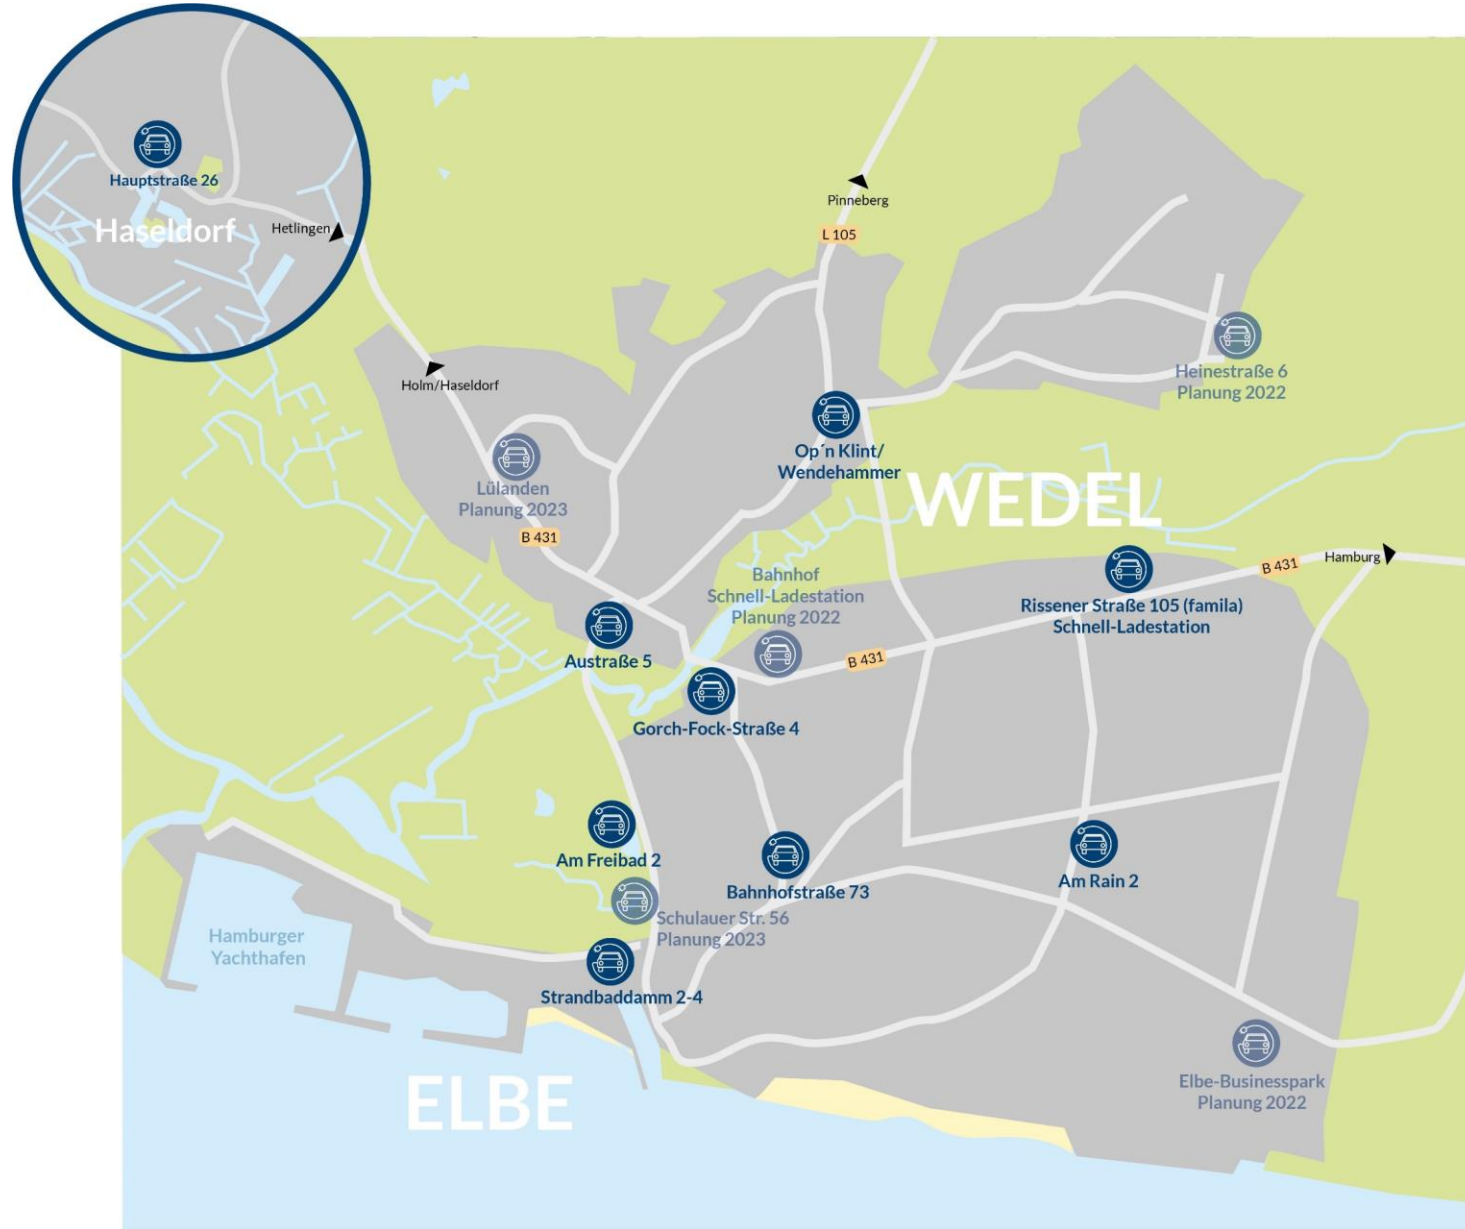 Hauptstraße 26
Haseldorf
Hetlingen
Pinneberg
L 105
Holm/Haseldorf
Heinestraße 6
Planung 2022
Op´n Klint/
Wendehammer
WEDEL
Lülanden
Planung 2023
B 431
Bahnhof
Schnell-Ladestation
Planung 2022
Rissener Straße 105 (famila)
Schnell-Ladestation
B 431
Hamburg
Austraße 5
B 431
Gorch-Fock-Straße 4
Am Freibad 2
Bahnhofstraße 73
Am Rain 2
Schulauer Str. 56
Planung 2023
Hamburger
Yachthafen
Strandbaddamm 2-4
ELBE
Elbe-Businesspark
Planung 2022